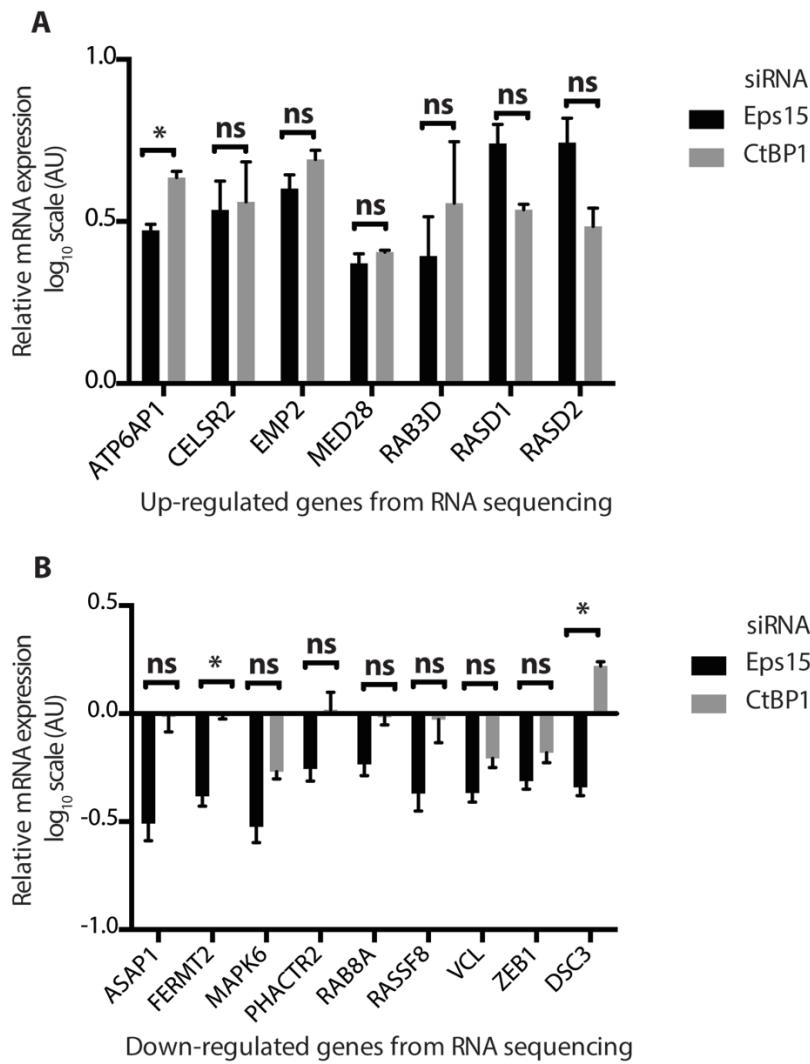 A
1.0
0.5
0.0
Relative mRNA expression
log10 scale (AU)
* ns ns ns ns ns ns
siRNA
Eps15
CtBP1
ATP6AP1
CELSR2
EMP2
MED28
RAB3D
RASD1
RASD2
Up-regulated genes from RNA sequencing
B
0.5
0.0
-0.5
-1.0
Relative mRNA expression
log10 scale (AU)
ns * ns ns ns ns ns ns *
siRNA
Eps15
CtBP1
ASAP1
FERMT2
MAPK6
PHACTR2
RAB8A
RASSF8
VCL
ZEB1
DSC3
Down-regulated genes from RNA sequencing